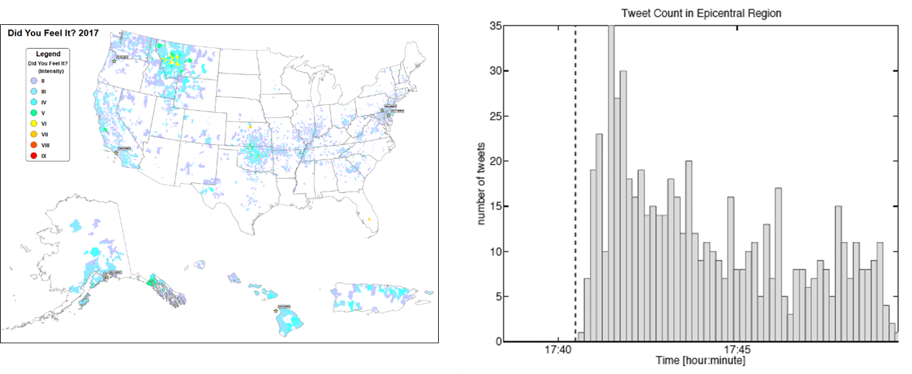 Did You Feel It? 2017
Legend
Did You Feel It?
(Intensity)
II
III
IV
V
VI
VII
VIII
IX
Tweet Count in Epicentral Region
number of tweets
35
30
25
20
15
10
5
0
17:40
17:45
Time [hour:minute]